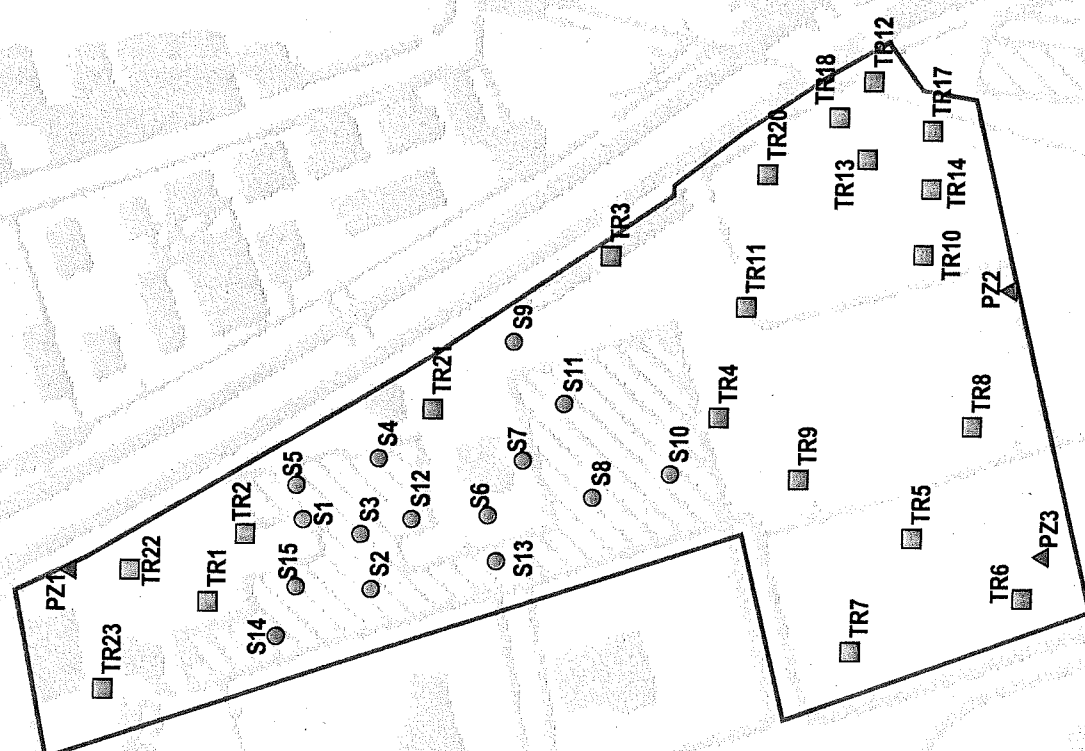 PZ1
TR22
TR23
TR1
TR2
S5
S1
S15
S14
S4
S3
S2
S12
TR21
S9
S7
S6
S13
S11
S8
S10
TR3
TR4
TR11
TR20
TR18
TR12
TR13
TR17
TR14
TR10
PZ2
TR9
TR8
TR5
PZ3
TR6
TR7